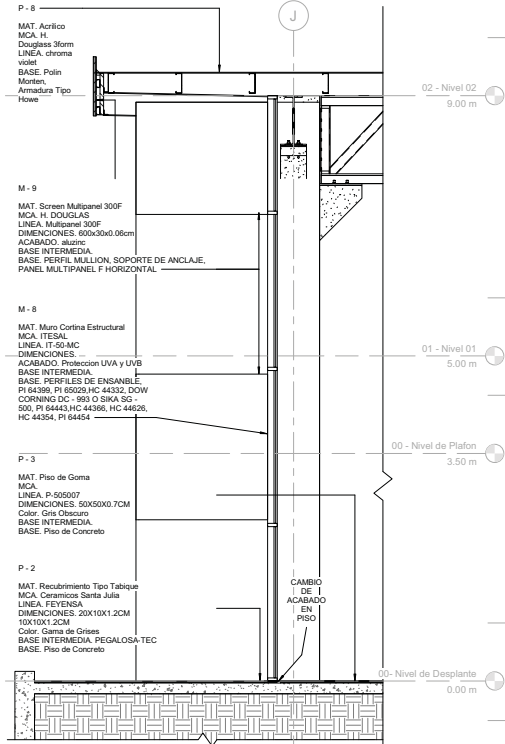 P - 8
MAT. Acrilico
MCA. H.
Douglass 3form
LINEA. chroma
violet
BASE. Polin
Monten,
Armadura Tipo
Howe
J
02 - Nivel 02
9.00 m
M - 9
MAT. Screen Multipanel 300F
MCA. H. DOUGLAS
LINEA. Multipanel 300F
DIMENCIONES. 600x30x0.06cm
ACABADO. aluzinc
BASE INTERMEDIA.
BASE. PERFIL MULLION, SOPORTE DE ANCLAJE,
PANEL MULTIPANEL F HORIZONTAL
M - 8
MAT. Muro Cortina Estructural
MCA. ITESAL
LINEA. IT-50-MC
DIMENCIONES.
ACABADO. Proteccion UVA y UVB
BASE INTERMEDIA.
BASE. PERFILES DE ENSANBLE,
PI 64399, PI 65029,HC 44332, DOW
CORNING DC - 993 O SIKA SG -
500, PI 64443,HC 44366, HC 44626,
HC 44354, PI 64454
01 - Nivel 01
5.00 m
00 - Nivel de Plafon
3.50 m
P - 3
MAT. Piso de Goma
MCA.
LINEA. P-505007
DIMENCIONES. 50X50X0.7CM
Color. Gris Obscuro
BASE INTERMEDIA.
BASE. Piso de Concreto
P - 2
MAT. Recubrimiento Tipo Tabique
MCA. Ceramicos Santa Julia
LINEA. FEYENSA
DIMENCIONES. 20X10X1.2CM
10X10X1.2CM
Color. Gama de Grises
BASE INTERMEDIA. PEGALOSA-TEC
BASE. Piso de Concreto
CAMBIO
DE
ACABADO
EN
PISO
00- Nivel de Desplante
0.00 m